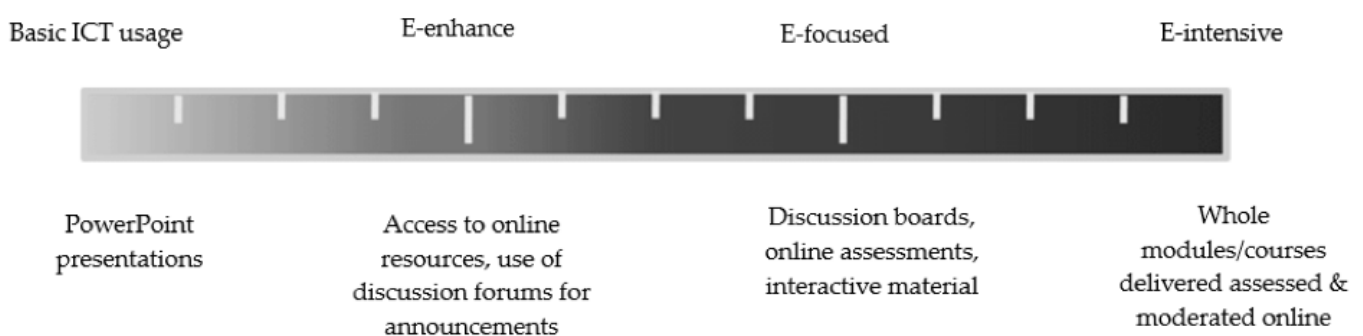 Basic ICT usage
E-enhance
E-focused
E-intensive
PowerPoint
presentations
Access to online
resources, use of
discussion forums for
announcements
Discussion boards,
online assessments,
interactive material
Whole
modules/courses
delivered assessed &
moderated online